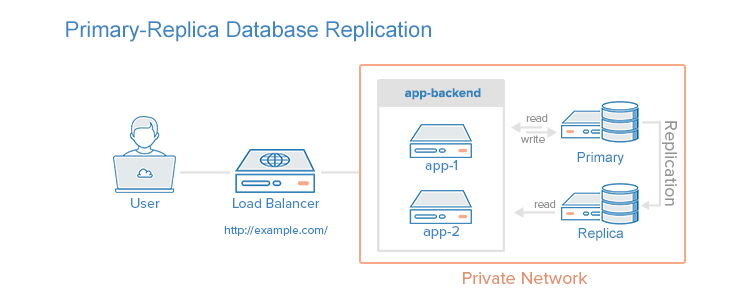 Primary-Replica Database Replication
app-backend
app-1
app-2
read
write
Primary
Replication
read
Replica
User
Load Balancer
http://example.com/
Private Network